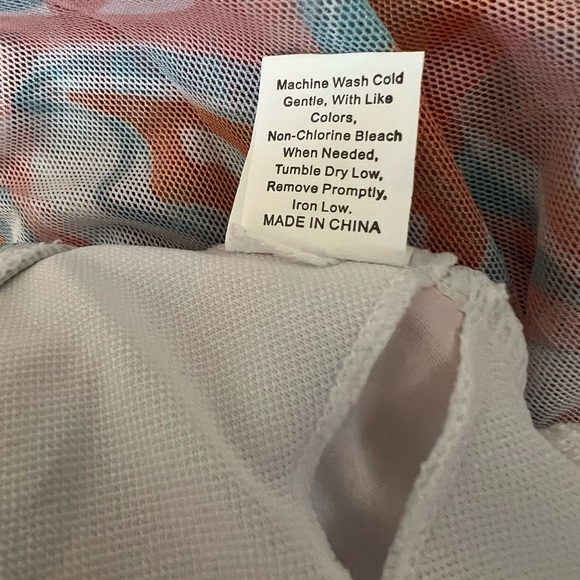 Machine Wash Cold
Gentle, With Like
Colors,
Non-Chlorine Bleach
When Needed,
Tumble Dry Low,
Remove Promptly,
Iron Low.
MADE IN CHINA